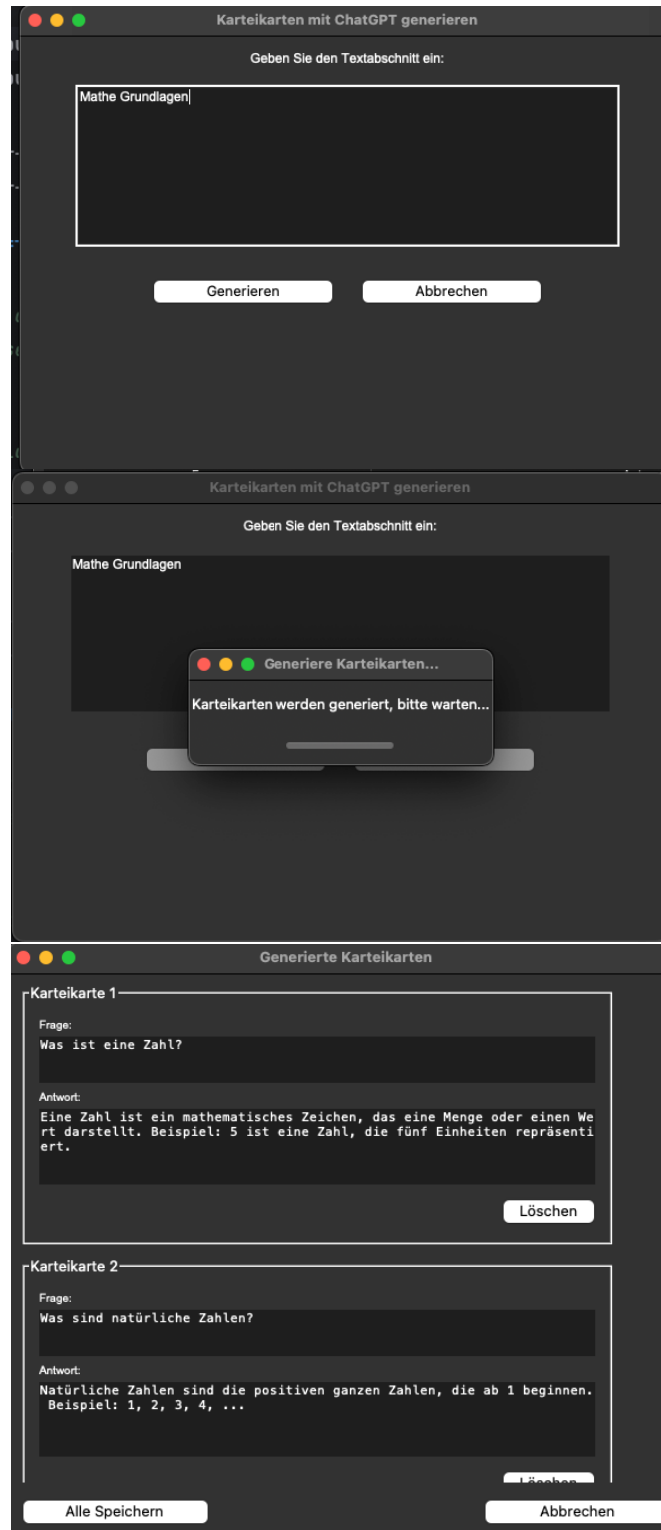 Karteikarten mit ChatGPT generieren
Geben Sie den Textabschnitt ein:
Mathe Grundlagen
Generieren
Abbrechen
Karteikarten mit ChatGPT generieren
Geben Sie den Textabschnitt ein:
Mathe Grundlagen
Generiere Karteikarten...
Karteikarten werden generiert, bitte warten...
Generierte Karteikarten
Karteikarte 1
Frage:
Was ist eine Zahl?
Antwort:
Eine Zahl ist ein mathematisches Zeichen, das eine Menge oder einen We
rt darstellt. Beispiel: 5 ist eine Zahl, die fünf Einheiten repräsenti
ert.
Löschen
Karteikarte 2
Frage:
Was sind natürliche Zahlen?
Antwort:
Natürliche Zahlen sind die positiven ganzen Zahlen, die ab 1 beginnen.
Beispiel: 1, 2, 3, 4, ...
Löschen
Alle Speichern
Abbrechen